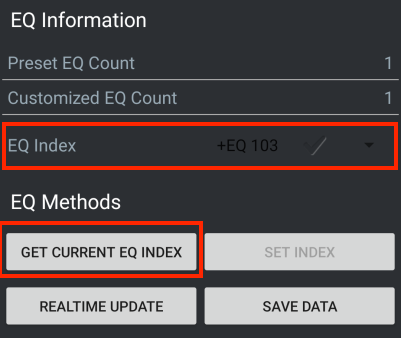 EQ Information
Preset EQ Count 1
Customized EQ Count 1
EQ Index +EQ 103
EQ Methods
GET CURRENT EQ INDEX SET INDEX
REALTIME UPDATE SAVE DATA